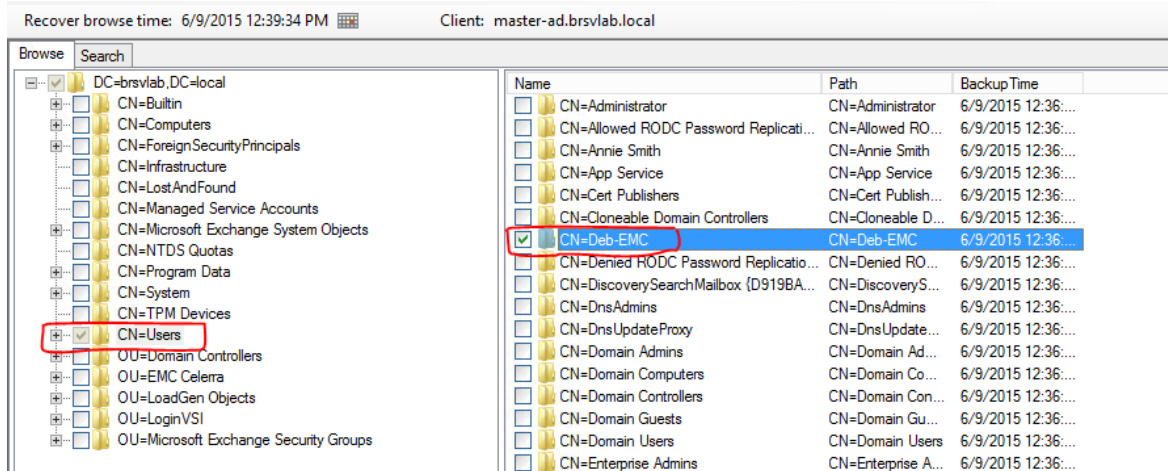 Recover browse time: 6/9/2015 12:39:34 PM Client: master-ad.brsvlab.local
Browse Search
DC=brsvlab,DC=local
CN=Builtin
CN=Computers
CN=ForeignSecurityPrincipals
CN=Infrastructure
CN=LostAndFound
CN=Managed Service Accounts
CN=Microsoft Exchange System Objects
CN=NTDS Quotas
CN=Program Data
CN=System
CN=TPM Devices
CN=Users
OU=Domain Controllers
OU=EMC Celerra
OU=LoadGen Objects
OU=LoginVSI
OU=Microsoft Exchange Security Groups
Name Path Backup Time
CN=Administrator CN=Administrator 6/9/2015 12:36:...
CN=Allowed RODC Password Replicati... CN=Allowed RO... 6/9/2015 12:36:...
CN=Annie Smith CN=Annie Smith 6/9/2015 12:36:...
CN=App Service CN=App Service 6/9/2015 12:36:...
CN=Cert Publishers CN=Cert Publish... 6/9/2015 12:36:...
CN=Cloneable Domain Controllers CN=Cloneable D... 6/9/2015 12:36:...
CN=Deb-EMC CN=Deb-EMC 6/9/2015 12:36:...
CN=Denied RODC Password Replicatio... CN=Denied RO... 6/9/2015 12:36:...
CN=DiscoverySearchMailbox {D919BA... CN=DiscoveryS... 6/9/2015 12:36:...
CN=DnsAdmins CN=DnsAdmins 6/9/2015 12:36:...
CN=DnsUpdateProxy CN=DnsUpdate... 6/9/2015 12:36:...
CN=Domain Admins CN=Domain Ad... 6/9/2015 12:36:...
CN=Domain Computers CN=Domain Co... 6/9/2015 12:36:...
CN=Domain Controllers CN=Domain Con... 6/9/2015 12:36:...
CN=Domain Guests CN=Domain Gu... 6/9/2015 12:36:...
CN=Domain Users CN=Domain Users 6/9/2015 12:36:...
CN=Enterprise Admins CN=Enterprise A... 6/9/2015 12:36:...